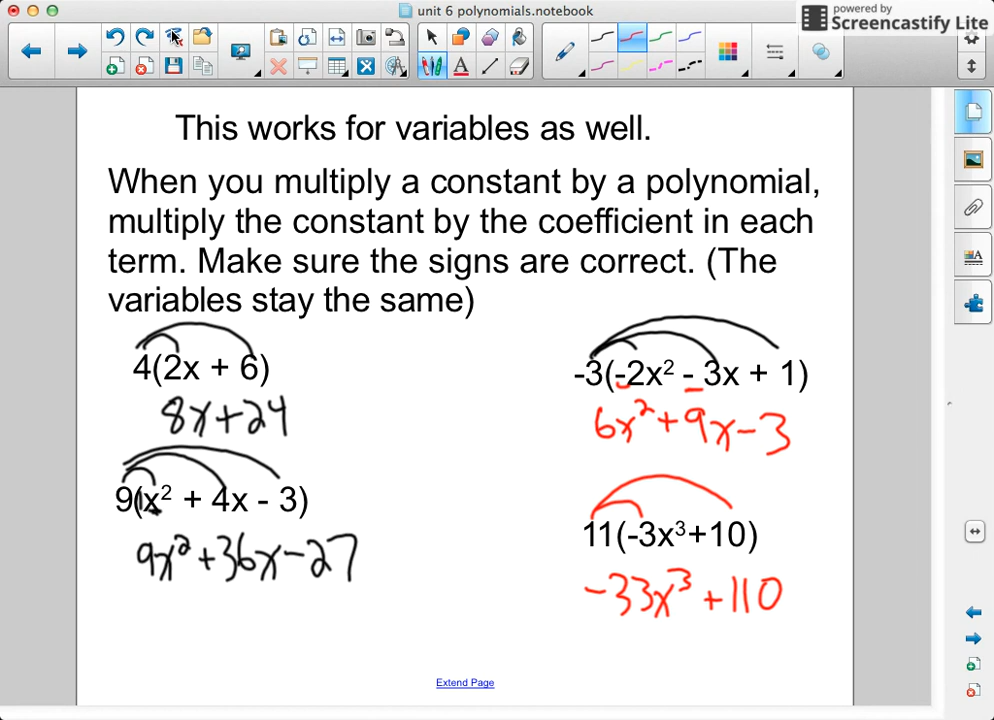 unit 6 polynomials.notebook
powered by
Screencastify Lite
This works for variables as well.
When you multiply a constant by a polynomial,
multiply the constant by the coefficient in each
term. Make sure the signs are correct. (The
variables stay the same)
4(2x + 6)
8x+24
9(1x² + 4x - 3)
9x²+36x-27
-3(-2x² - 3x + 1)
6x²+9x-3
11(-3x³+10)
-33x³+110
Extend Page